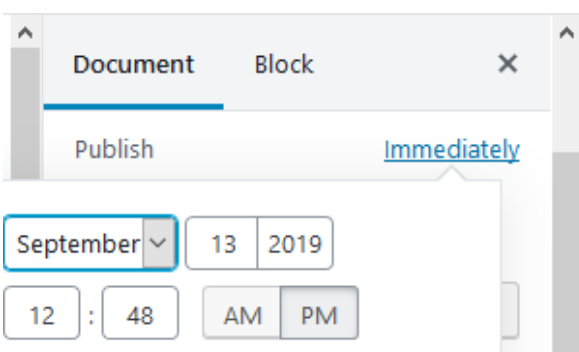 Document Block ×
Publish Immediately
September 13 2019
12 : 48 AM PM